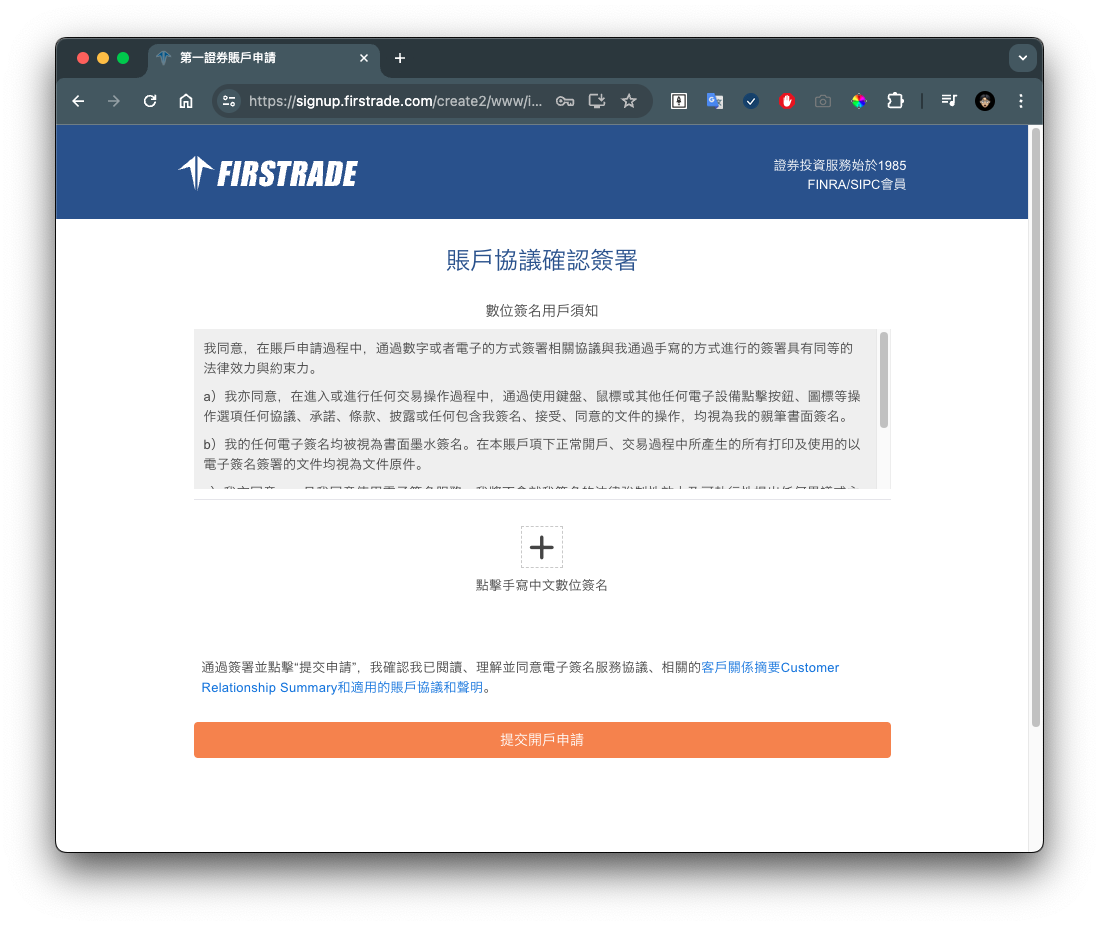 第一證券賬戶申請
https://signup.firstrade.com/create2/www/i...
FIRSTRADE
證券投資服務始於1985
FINRA/SIPC會員
賬戶協議確認簽署
數位簽名用戶須知
我同意，在賬戶申請過程中，通過數字或者電子的方式簽署相關協議與我通過手寫的方式進行的簽署具有同等的
法律效力與約束力。
a）我亦同意，在進入或進行任何交易操作過程中，通過使用鍵盤、鼠標或其他任何電子設備點擊按鈕、圖標等操
作選項任何協議、承諾、條款、披露或任何包含我簽名、接受、同意的文件的操作，均視為我的親筆書面簽名。
b）我的任何電子簽名均被視為書面墨水簽名。在本賬戶項下正常開戶、交易過程中所產生的所有打印及使用的以
電子簽名簽署的文件均視為文件原件。
點擊手寫中文數位簽名
通過簽署並點擊“提交申請”，我確認我已閱讀、理解並同意電子簽名服務協議、相關的客戶關係摘要Customer
Relationship Summary和適用的賬戶協議和聲明。
提交開戶申請